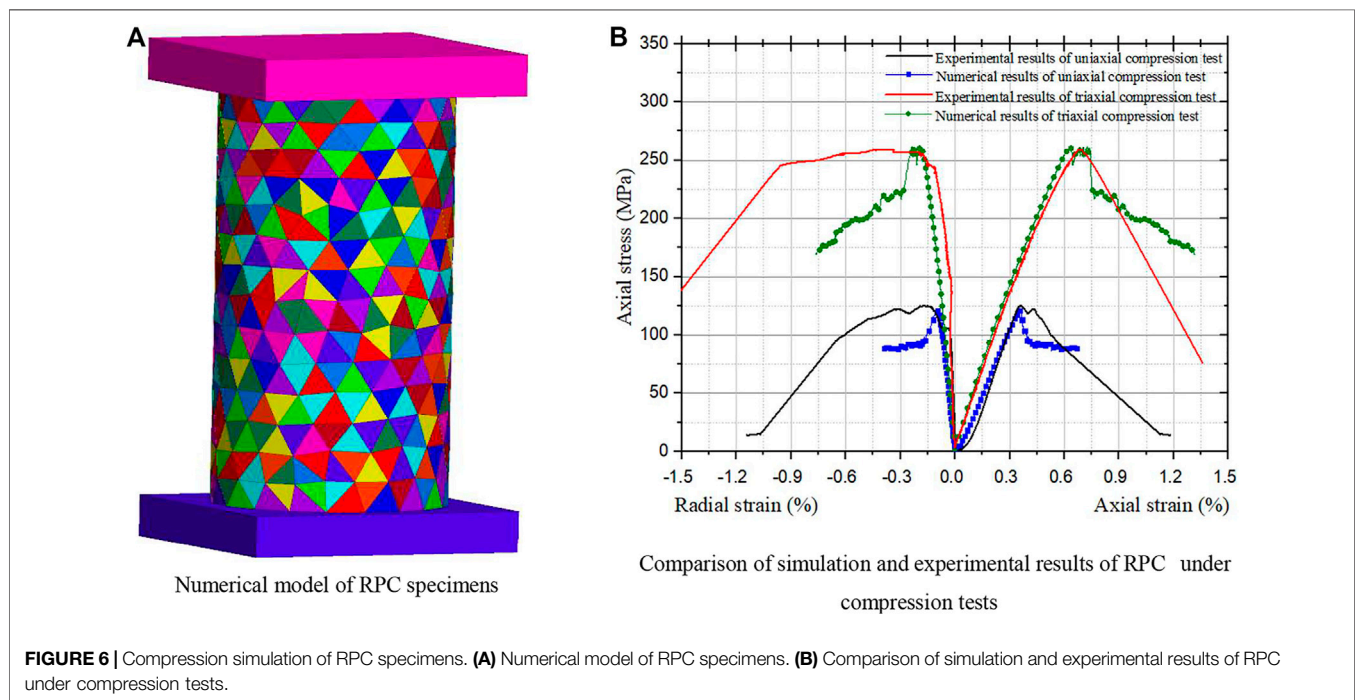 A
Numerical model of RPC specimens
B
350
300
250
200
150
100
50
0
Axial stress (MPa)
Experimental results of uniaxial compression test
Numerical results of uniaxial compression test
Experimental results of triaxial compression test
Numerical results of triaxial compression test
-1.5 -1.2 -0.9 -0.6 -0.3 0.0 0.3 0.6 0.9 1.2 1.5
Radial strain (%) Axial strain (%)
Comparison of simulation and experimental results of RPC under
compression tests
FIGURE 6 | Compression simulation of RPC specimens. (A) Numerical model of RPC specimens. (B) Comparison of simulation and experimental results of RPC
under compression tests.